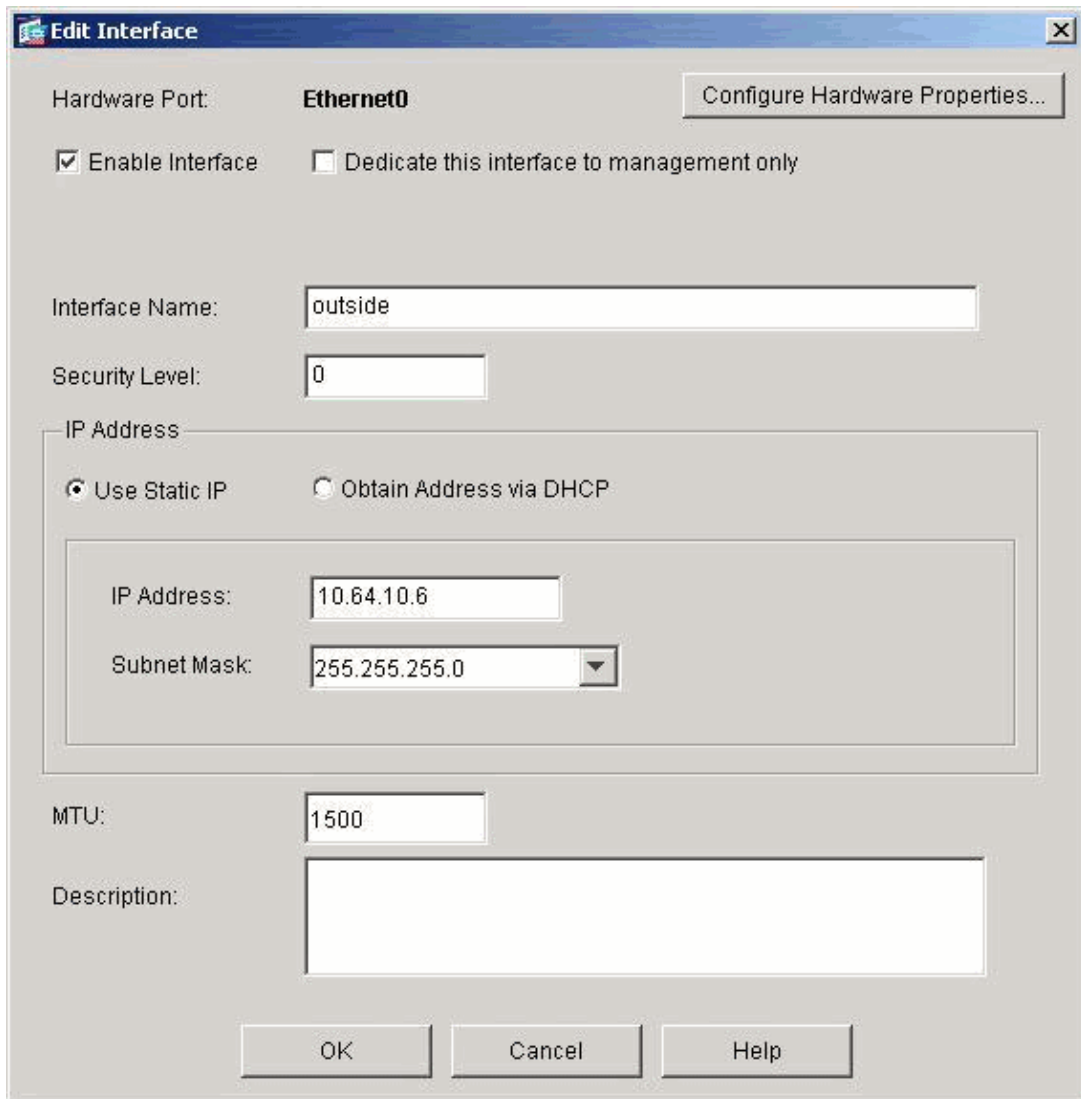 Edit Interface
Hardware Port: Ethernet0 Configure Hardware Properties...
Enable Interface Dedicate this interface to management only
Interface Name: outside
Security Level: 0
IP Address
Use Static IP Obtain Address via DHCP
IP Address: 10.64.10.6
Subnet Mask: 255.255.255.0
MTU: 1500
Description:
OK Cancel Help